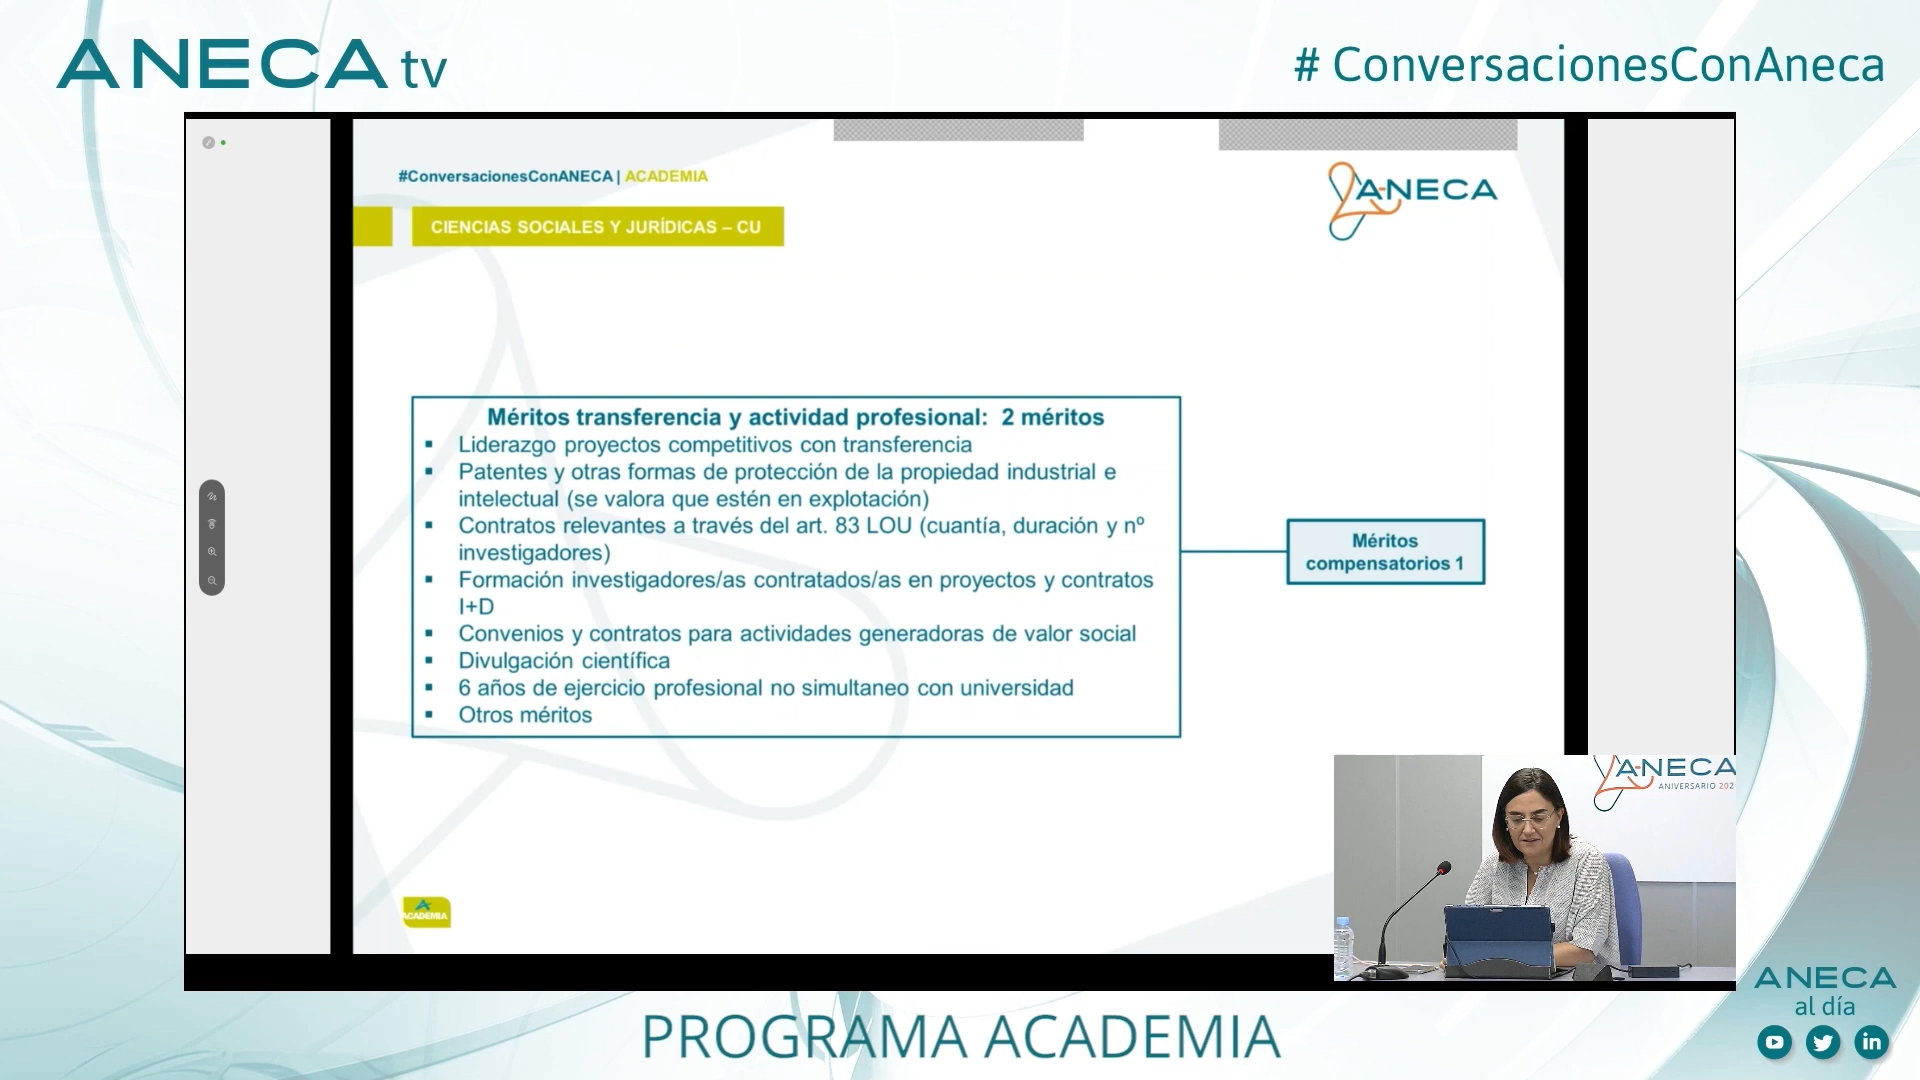 ANECA tv
# ConversacionesConAneca
#ConversacionesConANECA | ACADEMIA
ANECA
CIENCIAS SOCIALES Y JURÍDICAS – CU
Méritos transferencia y actividad profesional:  2 méritos
▪ Liderazgo proyectos competitivos con transferencia
▪ Patentes y otras formas de protección de la propiedad industrial e
intelectual (se valora que estén en explotación)
▪ Contratos relevantes a través del art. 83 LOU (cuantía, duración y nº
investigadores)
▪ Formación investigadores/as contratados/as en proyectos y contratos
I+D
▪ Convenios y contratos para actividades generadoras de valor social
▪ Divulgación científica
▪ 6 años de ejercicio profesional no simultaneo con universidad
▪ Otros méritos
Méritos
compensatorios 1
ANECA
ANIVERSARIO 202
ACADEMIA
ANECA
al día
in
PROGRAMA ACADEMIA